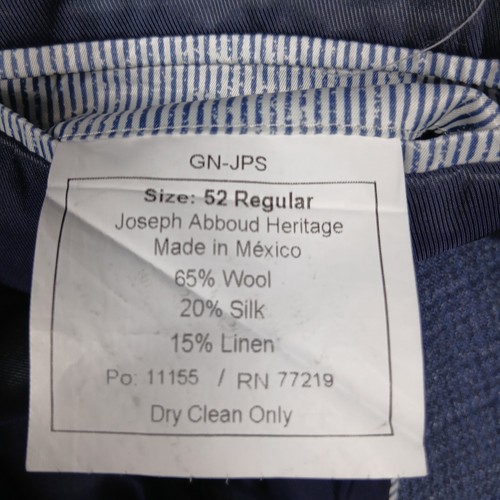 GN-JPS
Size: 52 Regular
Joseph Abboud Heritage
Made in México
65% Wool
20% Silk
15% Linen
Po: 11155 / RN 77219
Dry Clean Only